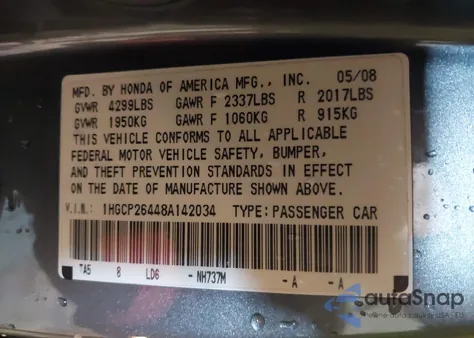 MFD. BY HONDA OF AMERICA MFG., INC. 05/08
GVWR 4299LBS GAWR F 2337LBS R 2017LBS
GVWR 1950KG GAWR F 1060KG R 915KG
THIS VEHICLE CONFORMS TO ALL APPLICABLE
FEDERAL MOTOR VEHICLE SAFETY, BUMPER,
AND THEFT PREVENTION STANDARDS IN EFFECT
ON THE DATE OF MANUFACTURE SHOWN ABOVE.
V.I.N.: 1HGCP26448A142034 TYPE: PASSENGER CAR
TA5 8 LD6 - NH737M - A - A
autaSnap